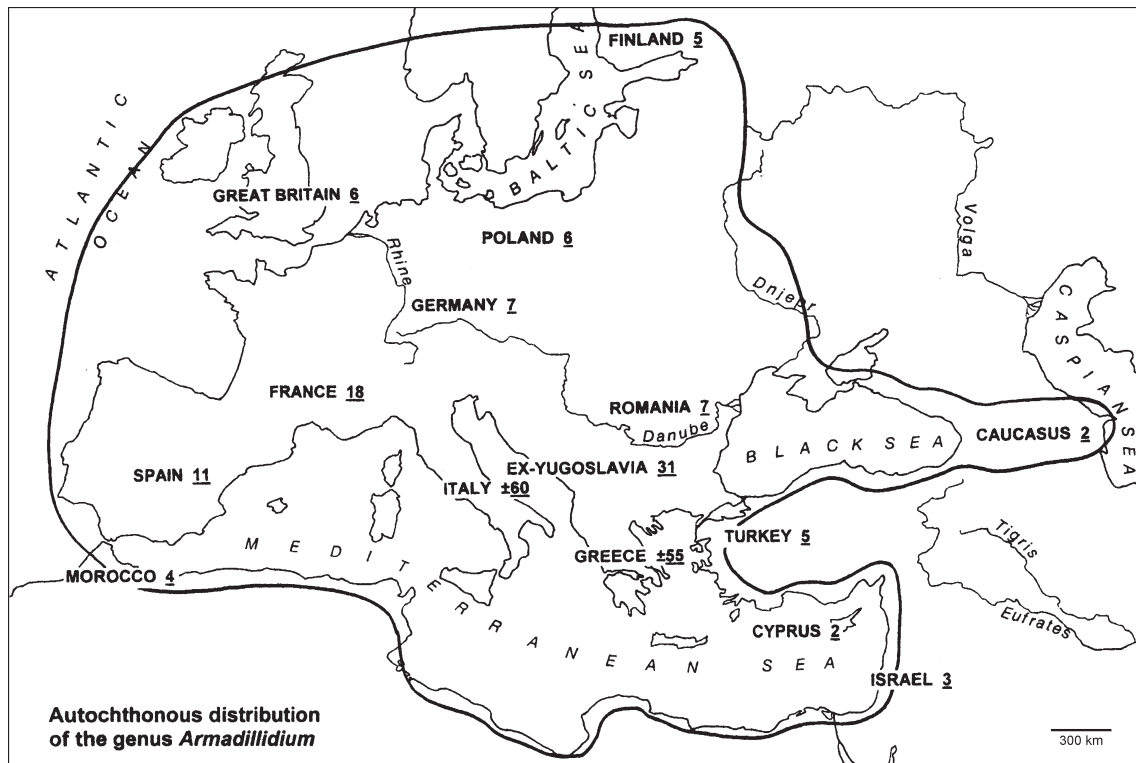 FINLAND 5
BALTIC SEA
ATLANTIC
OCEAN
GREAT BRITAIN 6
POLAND 6
Rhine
Volga
Dnjepr
GERMANY 7
CASPIAN SEA
FRANCE 18
ROMANIA 7
Danube
BLACK SEA
CAUCASUS 2
SPAIN 11
EX-YUGOSLAVIA 31
ITALY ±60
TURKEY 5
Tigris
MEDITERRANEAN SEA
GREECE ±55
MOROCCO 4
Eufrates
CYPRUS 2
ISRAEL 3
Autochthonous distribution
of the genus Armadillidium
300 km